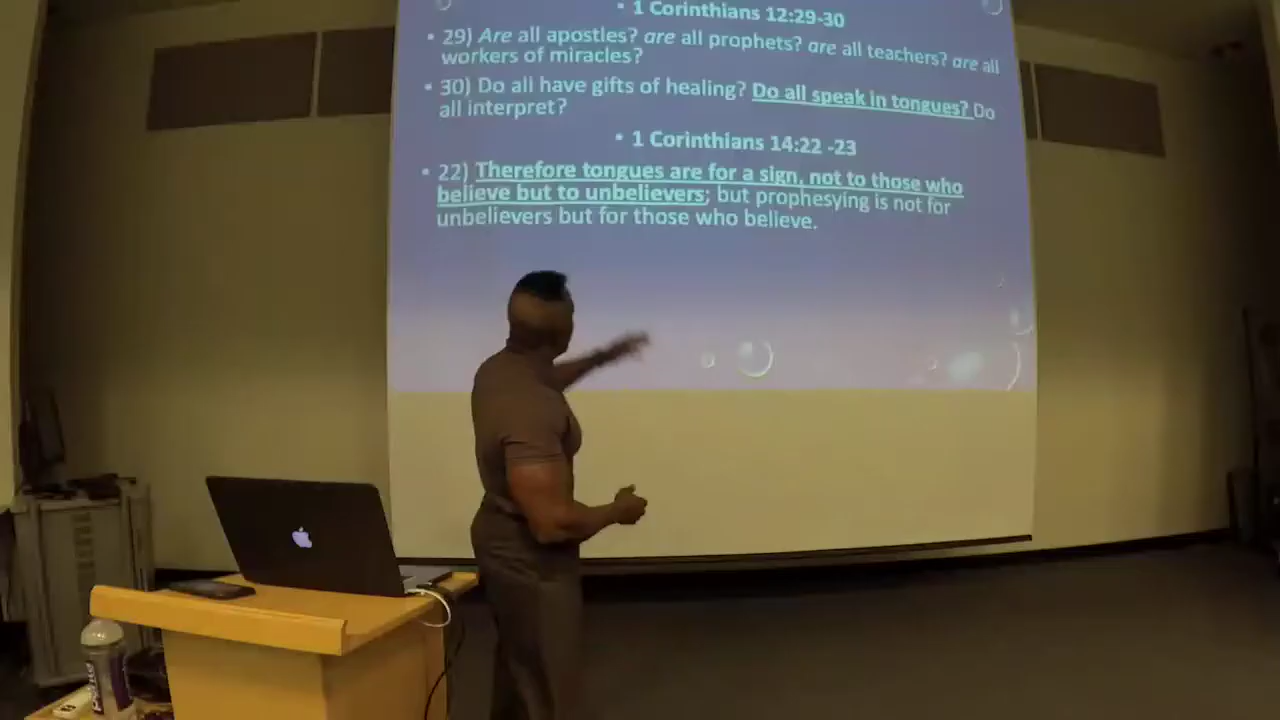 • 1 Corinthians 12:29-30
• 29) Are all apostles? are all prophets? are all teachers? are all
workers of miracles?
• 30) Do all have gifts of healing? Do all speak in tongues? Do
all interpret?
• 1 Corinthians 14:22 -23
• 22) Therefore tongues are for a sign, not to those who
believe but to unbelievers; but prophesying is not for
unbelievers but for those who believe.